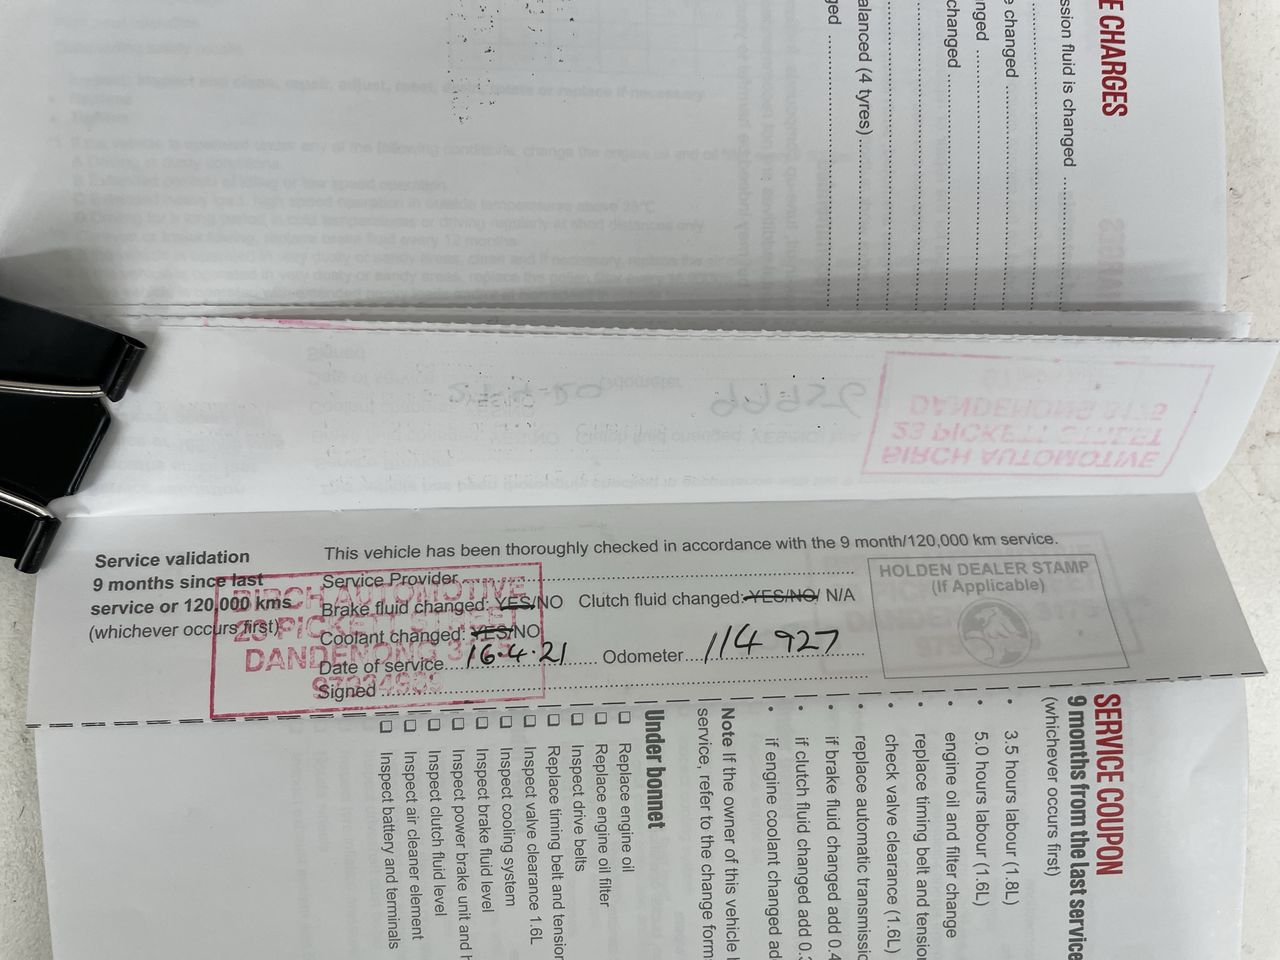 E CHARGES
ssion fluid is changed
e changed
nged
changed
alanced (4 tyres)
ged
BIRCH AUTOMOTIVE
23 PICKETT STREET
DANDENONG 3175
Service validation
9 months since last
service or 120,000 kms
(whichever occurs first)
This vehicle has been thoroughly checked in accordance with the 9 month/120,000 km service.
Service Provider
Brake fluid changed: YES/NO Clutch fluid changed: YES/NO/ N/A
Coolant changed: YES/NO
Date of service 16.4.21 Odometer 114 927
Signed
BIRCH AUTOMOTIVE
23 PICKETT STREET
DANDENONG 3175
HOLDEN DEALER STAMP
(If Applicable)
SERVICE COUPON
9 months from the last service
(whichever occurs first)
• 3.5 hours labour (1.8L)
• 5.0 hours labour (1.6L)
• engine oil and filter change
• replace timing belt and tension
• check valve clearance (1.6L)
• replace automatic transmissio
• if brake fluid changed add 0.4
• if clutch fluid changed add 0.3
• if engine coolant changed ad
Note If the owner of this vehicle
service, refer to the change form
Under bonnet
❑ Replace engine oil
❑ Replace engine oil filter
❑ Inspect drive belts
❑ Replace timing belt and tension
❑ Inspect valve clearance 1.6L
❑ Inspect cooling system
❑ Inspect brake fluid level
❑ Inspect power brake unit and h
❑ Inspect clutch fluid level
❑ Inspect air cleaner element
❑ Inspect battery and terminals